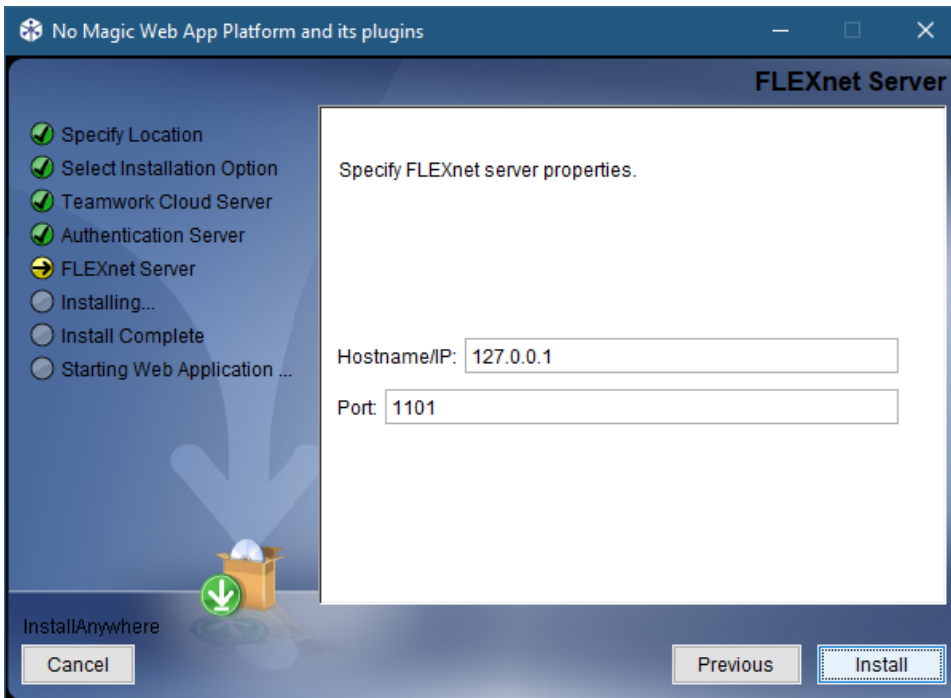 No Magic Web App Platform and its plugins
FLEXnet Server
Specify Location
Select Installation Option
Teamwork Cloud Server
Authentication Server
FLEXnet Server
Installing...
Install Complete
Starting Web Application ...
Specify FLEXnet server properties.
Hostname/IP: 127.0.0.1
Port: 1101
InstallAnywhere
Cancel
Previous
Install